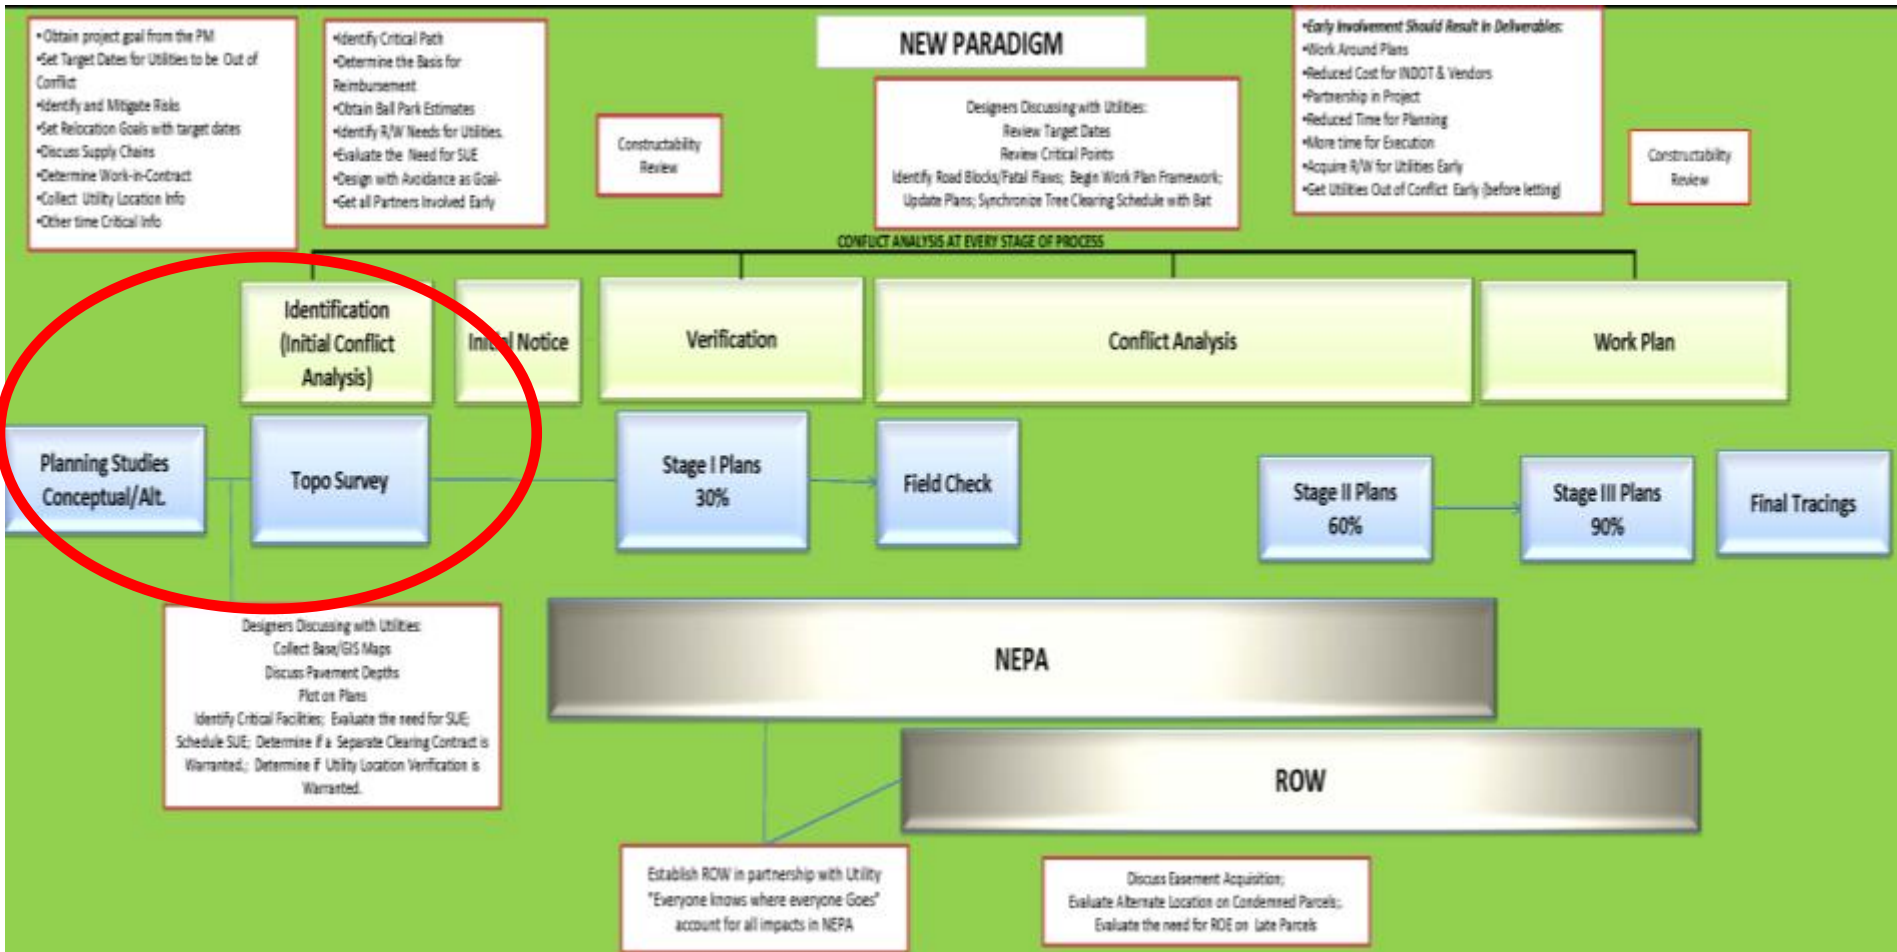 •Obtain project goal from the PM
•Set Target Dates for Utilities to be Out of
Conflict
•Identify and Mitigate Risks
•Set Relocation Goals with target dates
•Discuss Supply Chains
•Determine Work-in-Contract
•Collect Utility Location Info
•Other time Critical Info
•Identify Critical Path
•Determine the Basis for
Reimbursement
•Obtain Ball Park Estimates
•Identify R/W Needs for Utilities.
•Evaluate the Need for SUE
•Design with Avoidance as Goal-
•Get all Partners Involved Early
Constructability
Review
NEW PARADIGM
Designers Discussing with Utilities:
Review Target Dates
Review Critical Points
Identify Road Blocks/Fatal Flaws; Begin Work Plan Framework;
Update Plans; Synchronize Tree Clearing Schedule with Bat
•Early Involvement Should Result in Deliverables:
•Work Around Plans
•Reduced Cost for INDOT & Vendors
•Partnership in Project
•Reduced Time for Planning
•More time for Execution
•Acquire R/W for Utilities Early
•Get Utilities Out of Conflict Early (before letting)
Constructability
Review
CONFLICT ANALYSIS AT EVERY STAGE OF PROCESS
Identification
(Initial Conflict
Analysis)
Initial Notice
Verification
Conflict Analysis
Work Plan
Planning Studies
Conceptual/Alt.
Topo Survey
Stage I Plans
30%
Field Check
Stage II Plans
60%
Stage III Plans
90%
Final Tracings
Designers Discussing with Utilities:
Collect Base/GIS Maps
Discuss Pavement Depths
Plot on Plans
Identify Critical Facilities; Evaluate the need for SUE;
Schedule SUE; Determine if a Separate Clearing Contract is
Warranted.; Determine if Utility Location Verification is
Warranted.
NEPA
ROW
Establish ROW in partnership with Utility
"Everyone knows where everyone Goes"
account for all impacts in NEPA
Discuss Easement Acquisition;
Evaluate Alternate Location on Condemned Parcels;.
Evaluate the need for ROE on Late Parcels